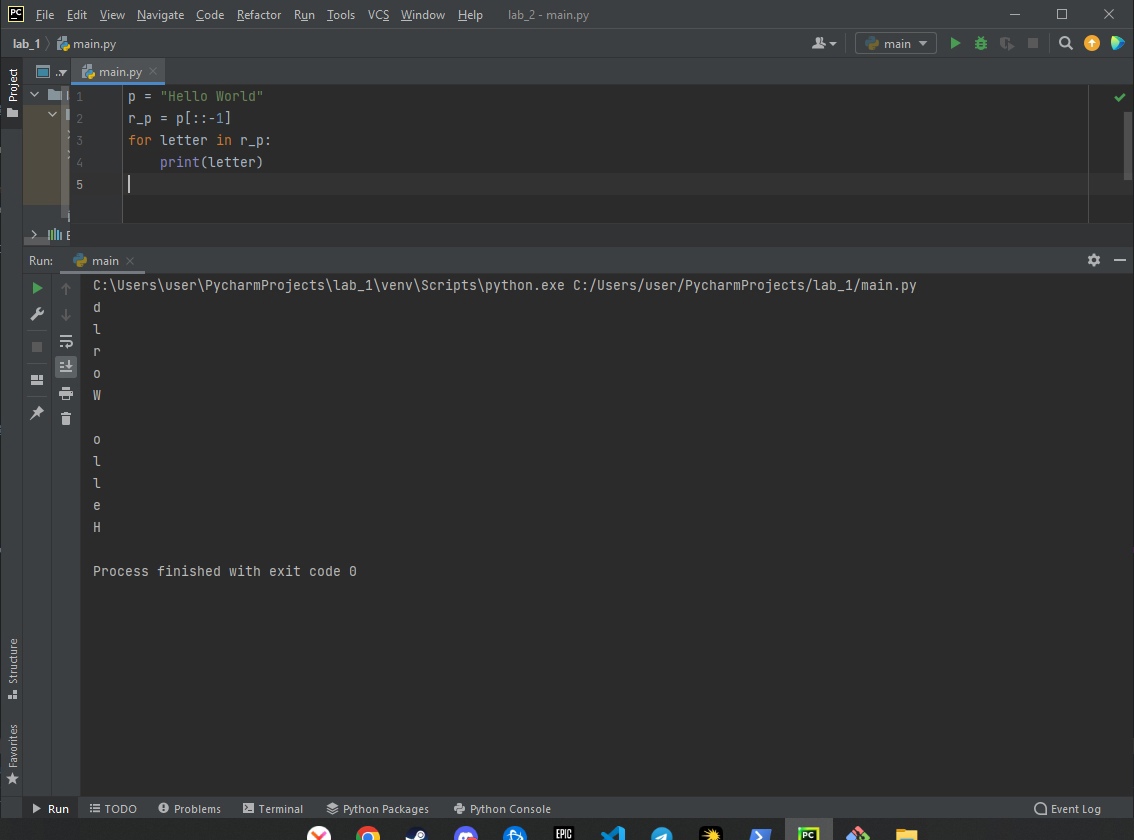 PC File Edit View Navigate Code Refactor Run Tools VCS Window Help lab_2 - main.py
lab_1 main.py main
Project .. main.py
1 p = "Hello World"
2 r_p = p[::-1]
3 for letter in r_p:
4     print(letter)
5
Run: main
C:\Users\user\PycharmProjects\lab_1\venv\Scripts\python.exe C:/Users/user/PycharmProjects/lab_1/main.py
d
l
r
o
W

o
l
l
e
H

Process finished with exit code 0
Structure
Favorites
Run TODO Problems Terminal Python Packages Python Console Event Log
EPIC PC